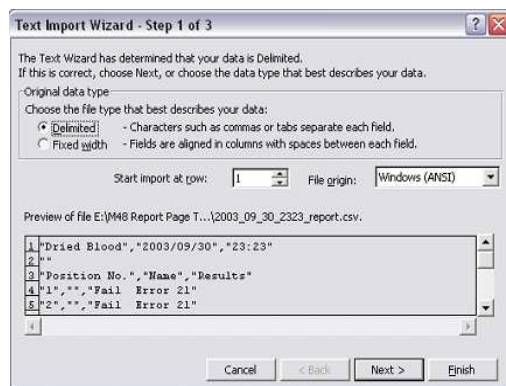 Text Import Wizard - Step 1 of 3
The Text Wizard has determined that your data is Delimited.
If this is correct, choose Next, or choose the data type that best describes your data.
Original data type
Choose the file type that best describes your data:
Delimited - Characters such as commas or tabs separate each field.
Fixed width - Fields are aligned in columns with spaces between each field.
Start import at row: 1 File origin: Windows (ANSI)
Preview of file E:\M48 Report Page T...\2003_09_30_2323_report.csv.
1 "Dried Blood","2003/09/30","23:23"
2 ""
3 "Position No.","Name","Results"
4 "1","","Fail Error 21"
5 "2","","Fail Error 21"
Cancel < Back Next > Finish